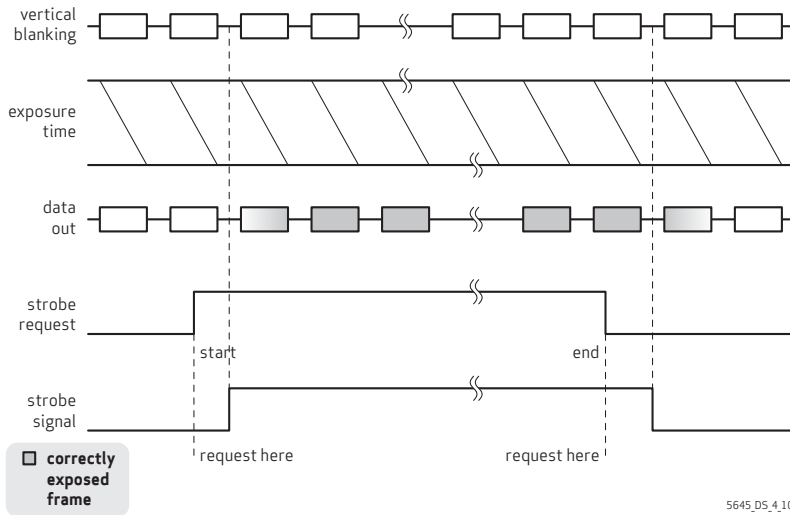 vertical
blanking
exposure
time
data
out
strobe
request
start
end
strobe
signal
request here
request here
correctly
exposed
frame
5645_DS_4_10